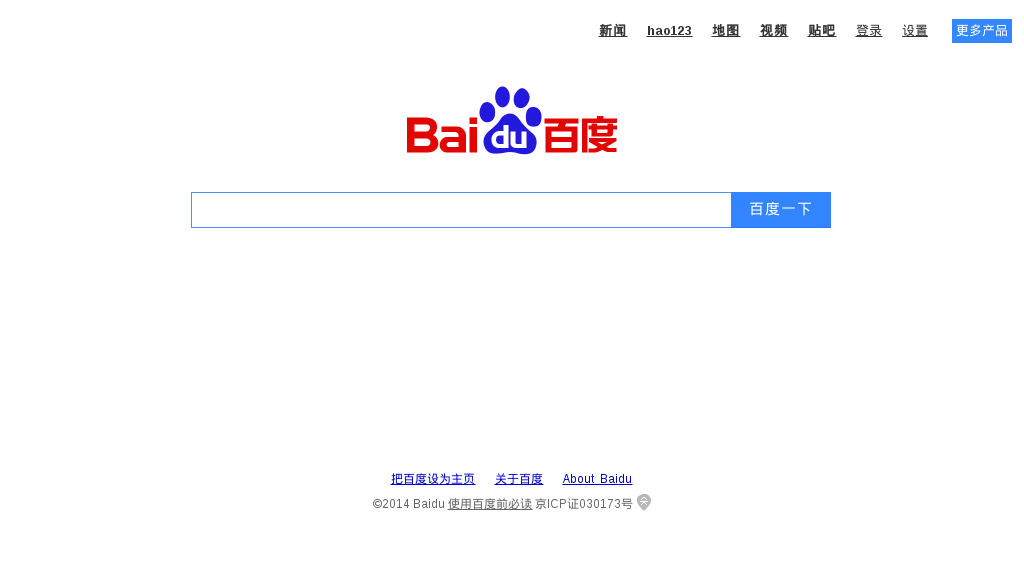 新闻 hao123 地图 视频 贴吧 登录 设置 更多产品
Baidu百度
百度一下
把百度设为主页 关于百度 About Baidu
©2014 Baidu 使用百度前必读 京ICP证030173号